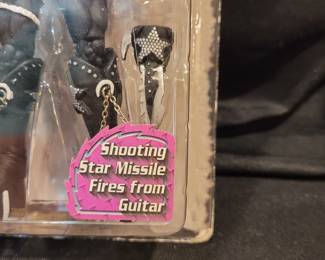 Shooting
Star Missile
Fires from
Guitar